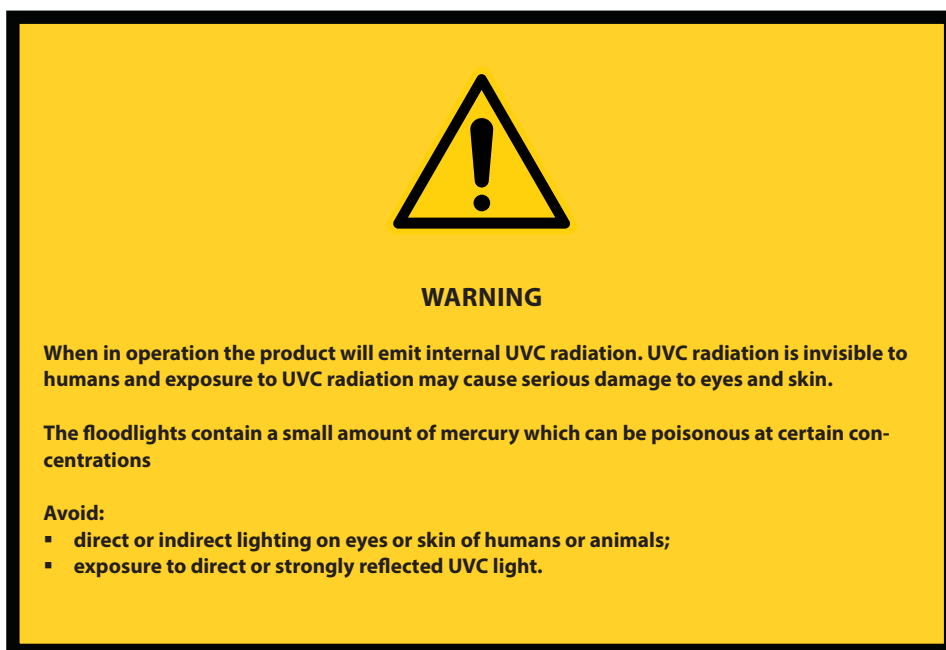 WARNING
When in operation the product will emit internal UVC radiation. UVC radiation is invisible to
humans and exposure to UVC radiation may cause serious damage to eyes and skin.
The floodlights contain a small amount of mercury which can be poisonous at certain con-
centrations
Avoid:
▪ direct or indirect lighting on eyes or skin of humans or animals;
▪ exposure to direct or strongly reflected UVC light.